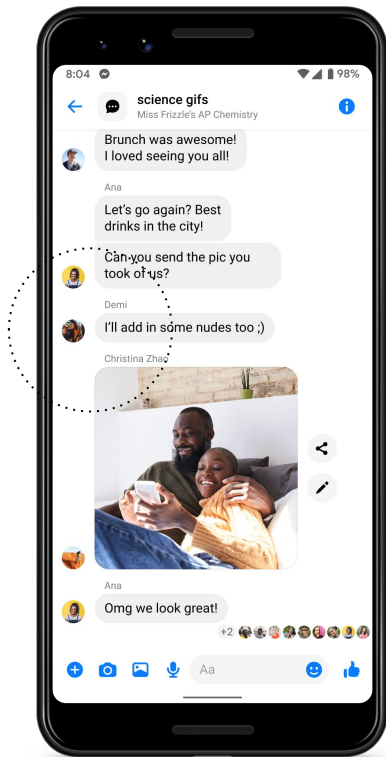 8:04 98%
science gifs
Miss Frizzle's AP Chemistry
Brunch was awesome!
I loved seeing you all!
Ana
Let's go again? Best
drinks in the city!
Can you send the pic you
took of us?
Demi
I'll add in some nudes too ;)
Christina Zhao
Ana
Omg we look great!
+2
Aa